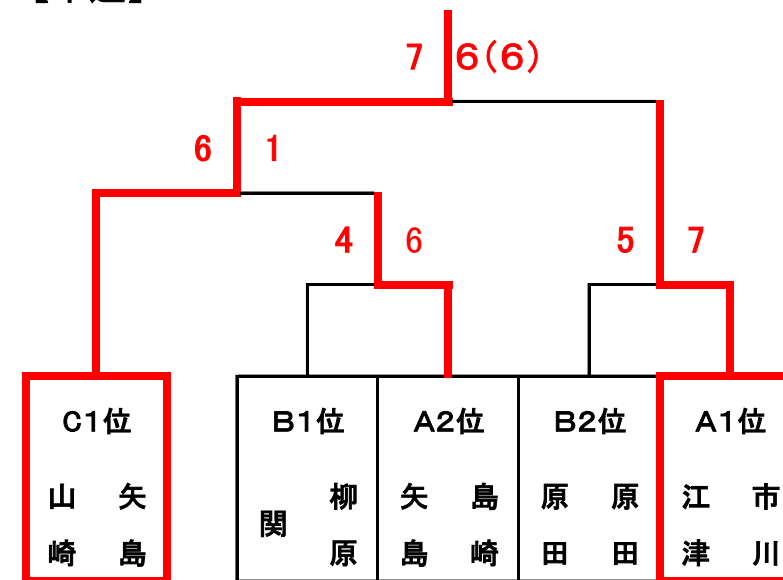 7 6(6)
6 1
4 6
5 7
C1位
B1位
A2位
B2位
A1位
山崎
矢島
関
柳原
矢島
島崎
原田
原田
江津
市川